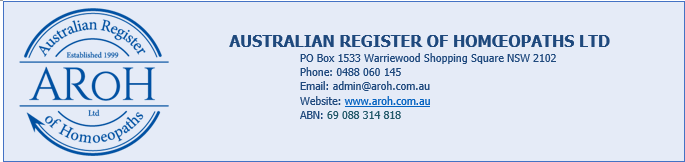 Australian Register
Established 1999
AROH
Ltd
of Homoeopaths
AUSTRALIAN REGISTER OF HOMŒOPATHS LTD
PO Box 1533 Warriewood Shopping Square NSW 2102
Phone: 0488 060 145
Email: admin@aroh.com.au
Website: www.aroh.com.au
ABN: 69 088 314 818